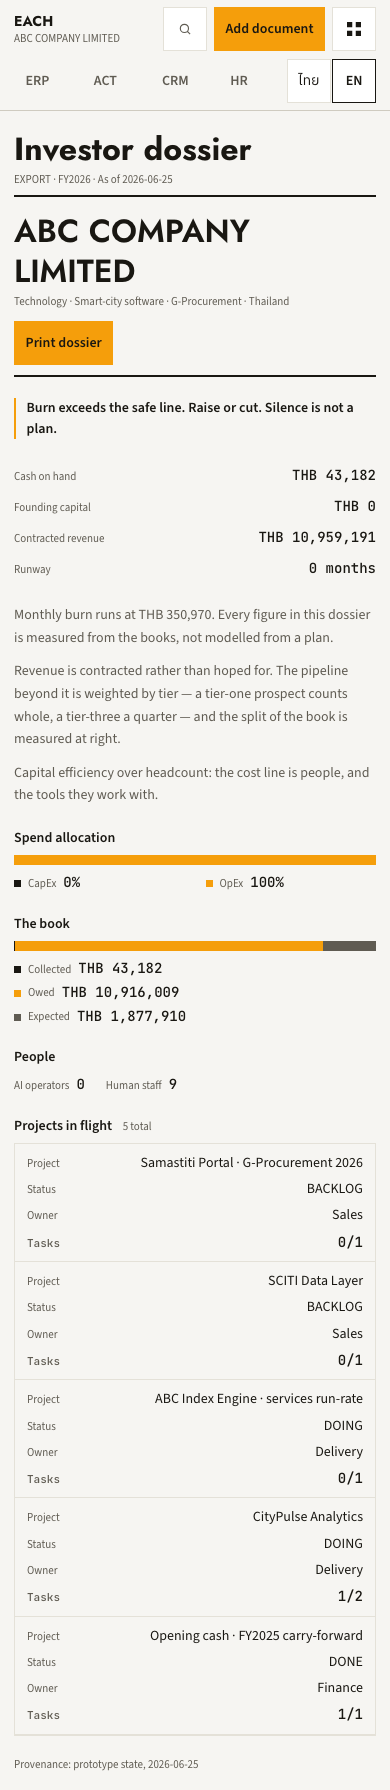 EACH
ABC COMPANY LIMITED
Add document
ERP ACT CRM HR ไทย EN
Investor dossier
EXPORT · FY2026 · As of 2026-06-25
ABC COMPANY
LIMITED
Technology · Smart-city software · G-Procurement · Thailand
Print dossier
Burn exceeds the safe line. Raise or cut. Silence is not a
plan.
Cash on hand THB 43,182
Founding capital THB 0
Contracted revenue THB 10,959,191
Runway 0 months
Monthly burn runs at THB 350,970. Every figure in this dossier
is measured from the books, not modelled from a plan.
Revenue is contracted rather than hoped for. The pipeline
beyond it is weighted by tier — a tier-one prospect counts
whole, a tier-three a quarter — and the split of the book is
measured at right.
Capital efficiency over headcount: the cost line is people, and
the tools they work with.
Spend allocation
CapEx 0% OpEx 100%
The book
Collected THB 43,182
Owed THB 10,916,009
Expected THB 1,877,910
People
AI operators 0 Human staff 9
Projects in flight 5 total
Project Samastiti Portal · G-Procurement 2026
Status BACKLOG
Owner Sales
Tasks 0/1
Project SCITI Data Layer
Status BACKLOG
Owner Sales
Tasks 0/1
Project ABC Index Engine · services run-rate
Status DOING
Owner Delivery
Tasks 0/1
Project CityPulse Analytics
Status DOING
Owner Delivery
Tasks 1/2
Project Opening cash · FY2025 carry-forward
Status DONE
Owner Finance
Tasks 1/1
Provenance: prototype state, 2026-06-25